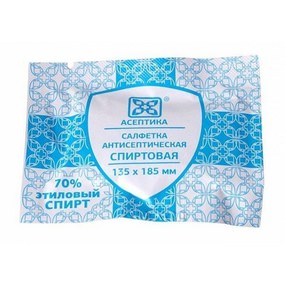 АСЕПТИКА
САЛФЕТКА
АНТИСЕПТИЧЕСКАЯ
СПИРТОВАЯ
135 х 185 мм
70%
ЭТИЛОВЫЙ
СПИРТ